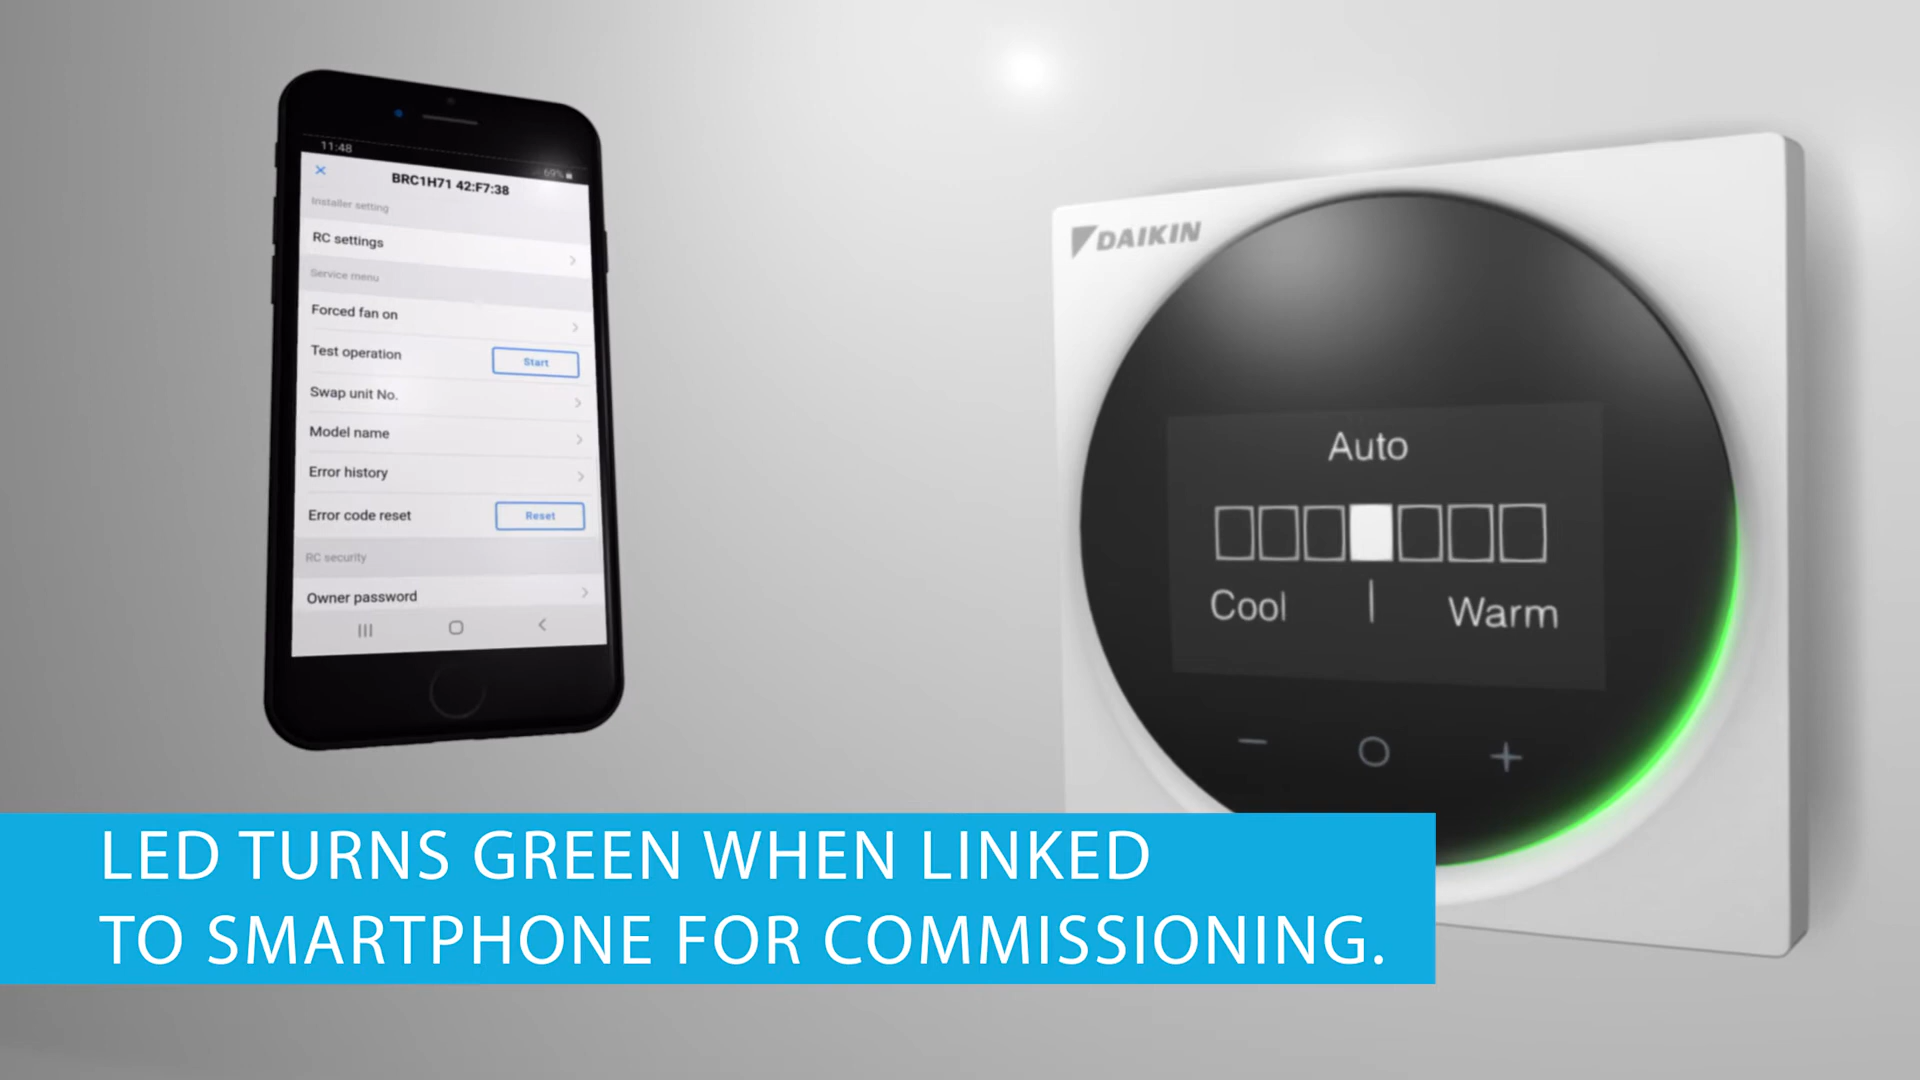 11:48
69%
BRC1H71 42:F7:38
Installer setting
RC settings
Service menu
Forced fan on
Test operation
Start
Swap unit No.
Model name
Error history
Error code reset
Reset
RC security
Owner password
DAIKIN
Auto
Cool
Warm
LED TURNS GREEN WHEN LINKED
TO SMARTPHONE FOR COMMISSIONING.